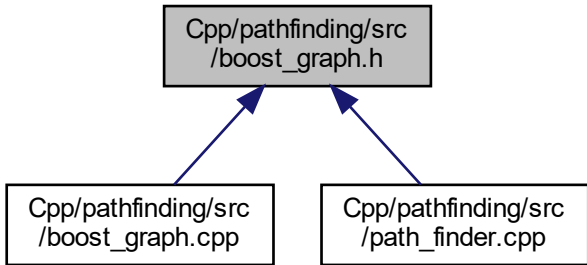 Cpp/pathfinding/src
/boost_graph.h
Cpp/pathfinding/src
/boost_graph.cpp
Cpp/pathfinding/src
/path_finder.cpp